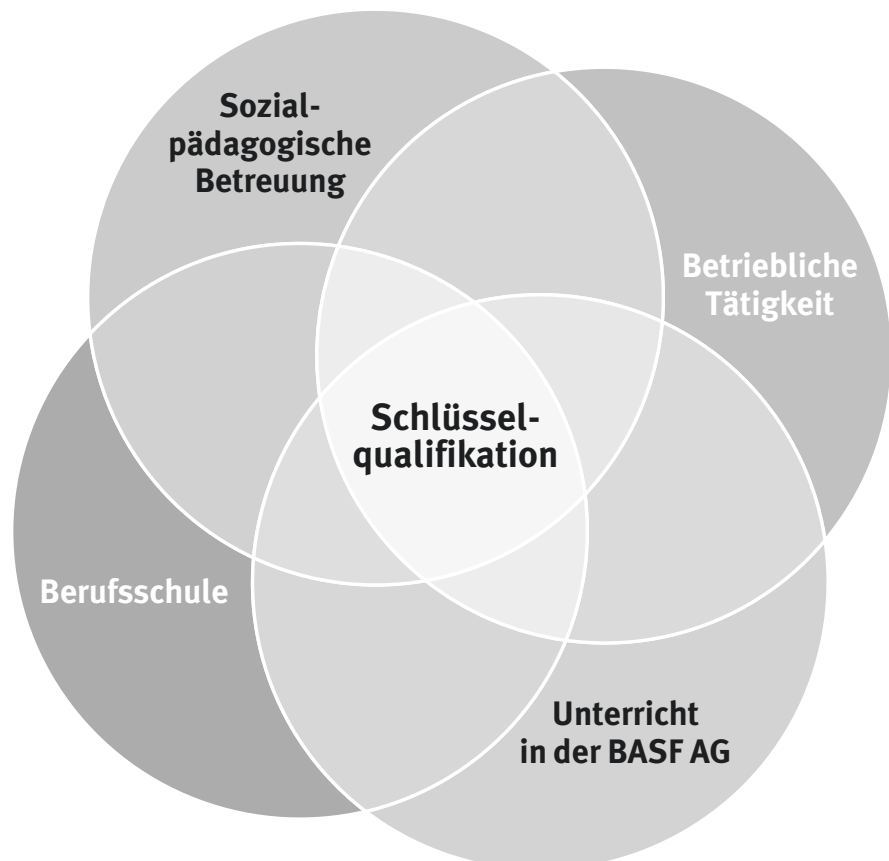 Sozial-
pädagogische
Betreuung
Betriebliche
Tätigkeit
Schlüssel-
qualifikation
Berufsschule
Unterricht
in der BASF AG